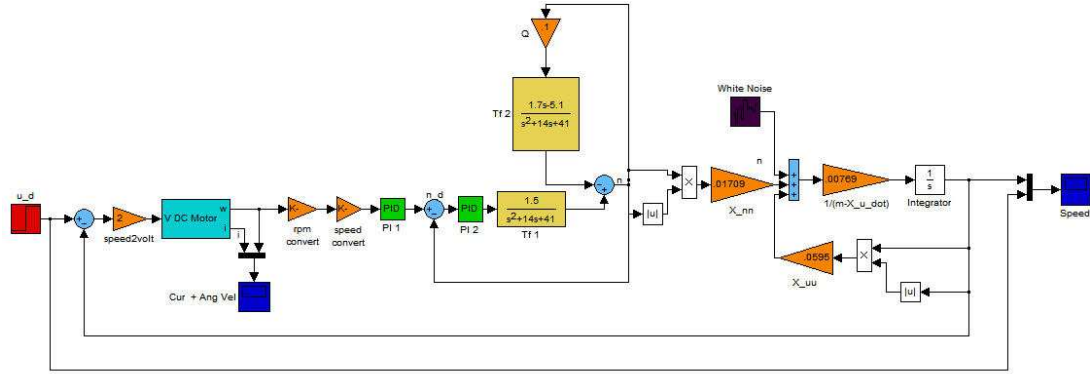 Q
.1
Tf 2
1.7s-5.1
s2+14s+41
White Noise
u_d
+
-
.2
speed2volt
V DC Motor
w
i
i
Cur + Ang Vel
K-
rpm
convert
K-
speed
convert
PID
PI 1
n_d
+
-
PID
PI 2
1.5
s2+14s+41
Tf 1
-
+
n
|u|
×
.01709
X_nn
n
+
+
+
.00769
1/(m-X_u_dot)
1
s
Integrator
.0595
X_uu
×
|u|
Speed